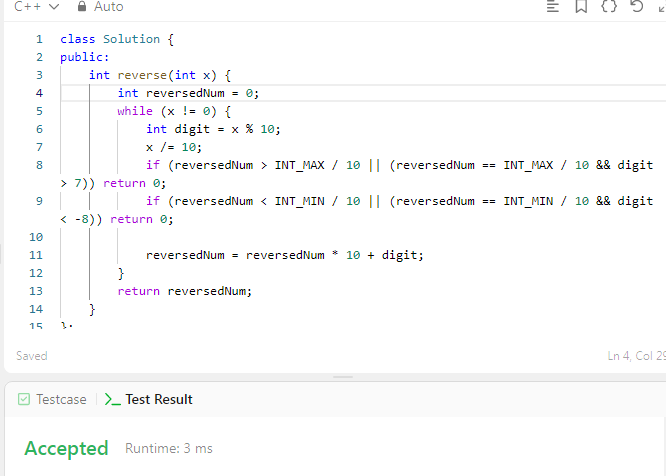 C++ Auto
1 class Solution {
2 public:
3 int reverse(int x) {
4 int reversedNum = 0;
5 while (x != 0) {
6 int digit = x % 10;
7 x /= 10;
8 if (reversedNum > INT_MAX / 10 || (reversedNum == INT_MAX / 10 && digit
> 7)) return 0;
9 if (reversedNum < INT_MIN / 10 || (reversedNum == INT_MIN / 10 && digit
< -8)) return 0;
10
11 reversedNum = reversedNum * 10 + digit;
12 }
13 return reversedNum;
14 }
15 };
Saved Ln 4, Col 29
Testcase Test Result
Accepted Runtime: 3 ms